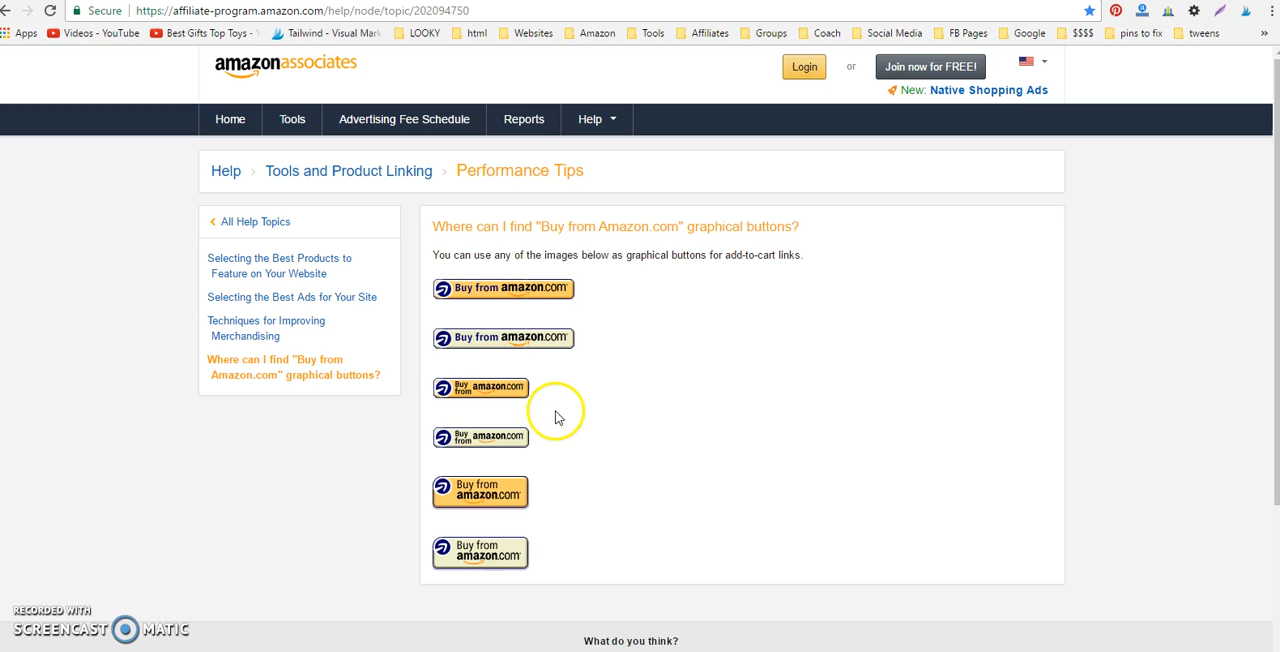 Secure https://affiliate-program.amazon.com/help/node/topic/202094750
Apps Videos - YouTube Best Gifts Top Toys - Tailwind - Visual Mark LOOKY html Websites Amazon Tools Affiliates Groups Coach Social Media FB Pages Google $$$$ pins to fix tweens »
amazonassociates
Login or Join now for FREE!
New: Native Shopping Ads
Home Tools Advertising Fee Schedule Reports Help
Help › Tools and Product Linking › Performance Tips
All Help Topics
Selecting the Best Products to
Feature on Your Website
Selecting the Best Ads for Your Site
Techniques for Improving
Merchandising
Where can I find "Buy from
Amazon.com" graphical buttons?
Where can I find "Buy from Amazon.com" graphical buttons?
You can use any of the images below as graphical buttons for add-to-cart links.
Buy from amazon.com
Buy from amazon.com
Buy
from amazon.com
Buy
from amazon.com
Buy from
amazon.com
Buy from
amazon.com
RECORDED WITH
SCREENCAST MATIC
What do you think?